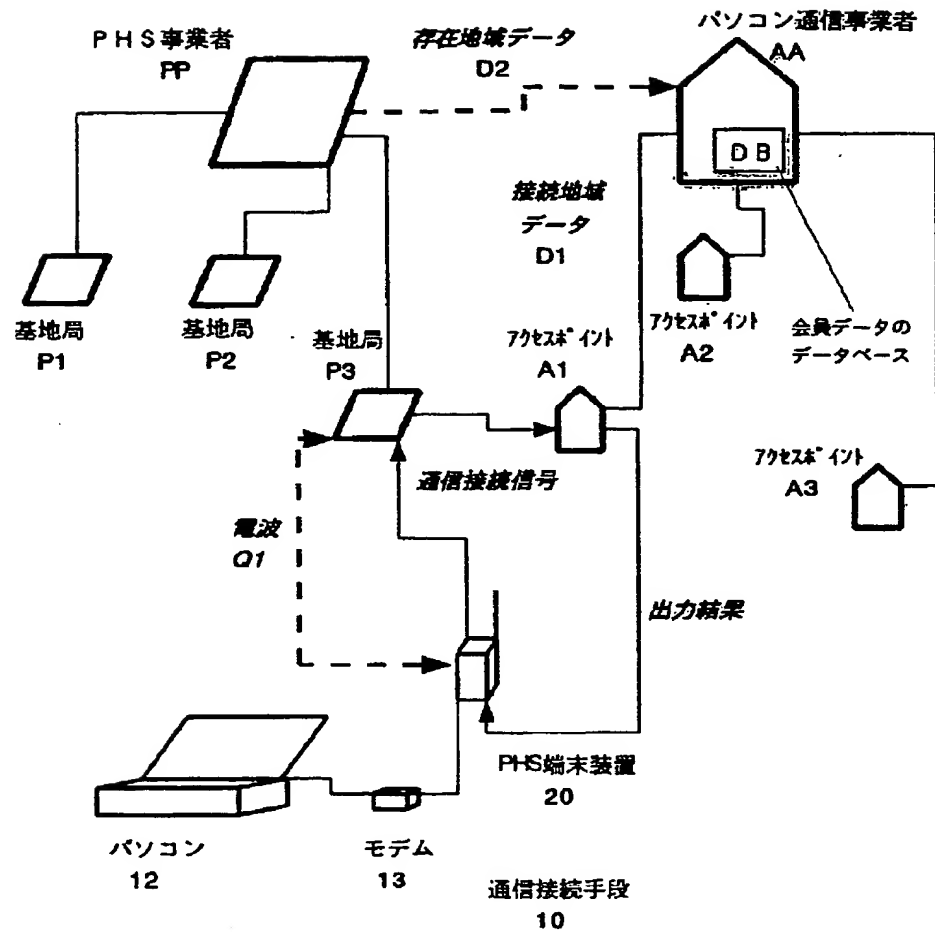 PHS事業者
PP
存在地域データ
D2
パソコン通信事業者
AA
DB
接続地域
データ
D1
基地局
P1
基地局
P2
基地局
P3
アクセスポイント
A1
アクセスポイント
A2
会員データの
データベース
アクセスポイント
A3
通信接続信号
電波
Q1
出力結果
PHS端末装置
20
パソコン
12
モデム
13
通信接続手段
10